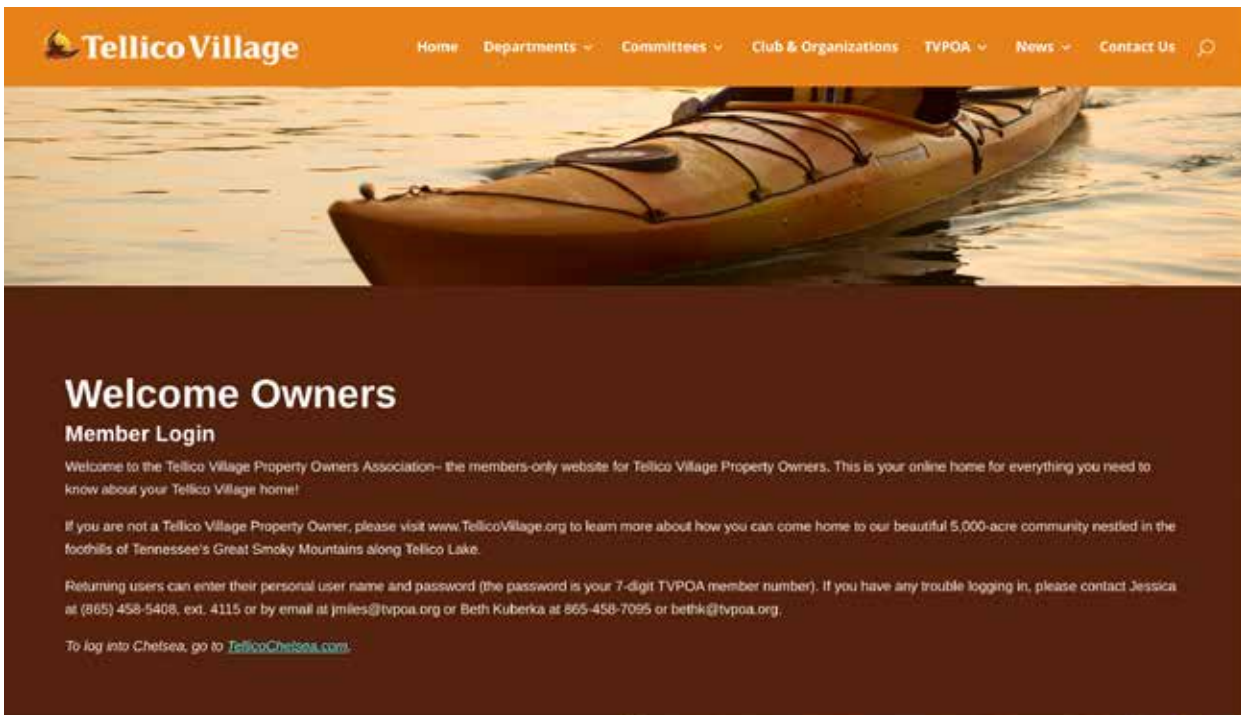 Tellico Village
Home Departments Committees Club & Organizations TVPOA News Contact Us
Welcome Owners
Member Login
Welcome to the Tellico Village Property Owners Association– the members-only website for Tellico Village Property Owners. This is your online home for everything you need to
know about your Tellico Village home!
If you are not a Tellico Village Property Owner, please visit www.TellicoVillage.org to learn more about how you can come home to our beautiful 5,000-acre community nestled in the
foothills of Tennessee's Great Smoky Mountains along Tellico Lake.
Returning users can enter their personal user name and password (the password is your 7-digit TVPOA member number). If you have any trouble logging in, please contact Jessica
at (865) 458-5408, ext. 4115 or by email at jmiles@tvpoa.org or Beth Kuberka at 865-458-7095 or bethk@tvpoa.org.
To log into Chelsea, go to TellicoChelsea.com.